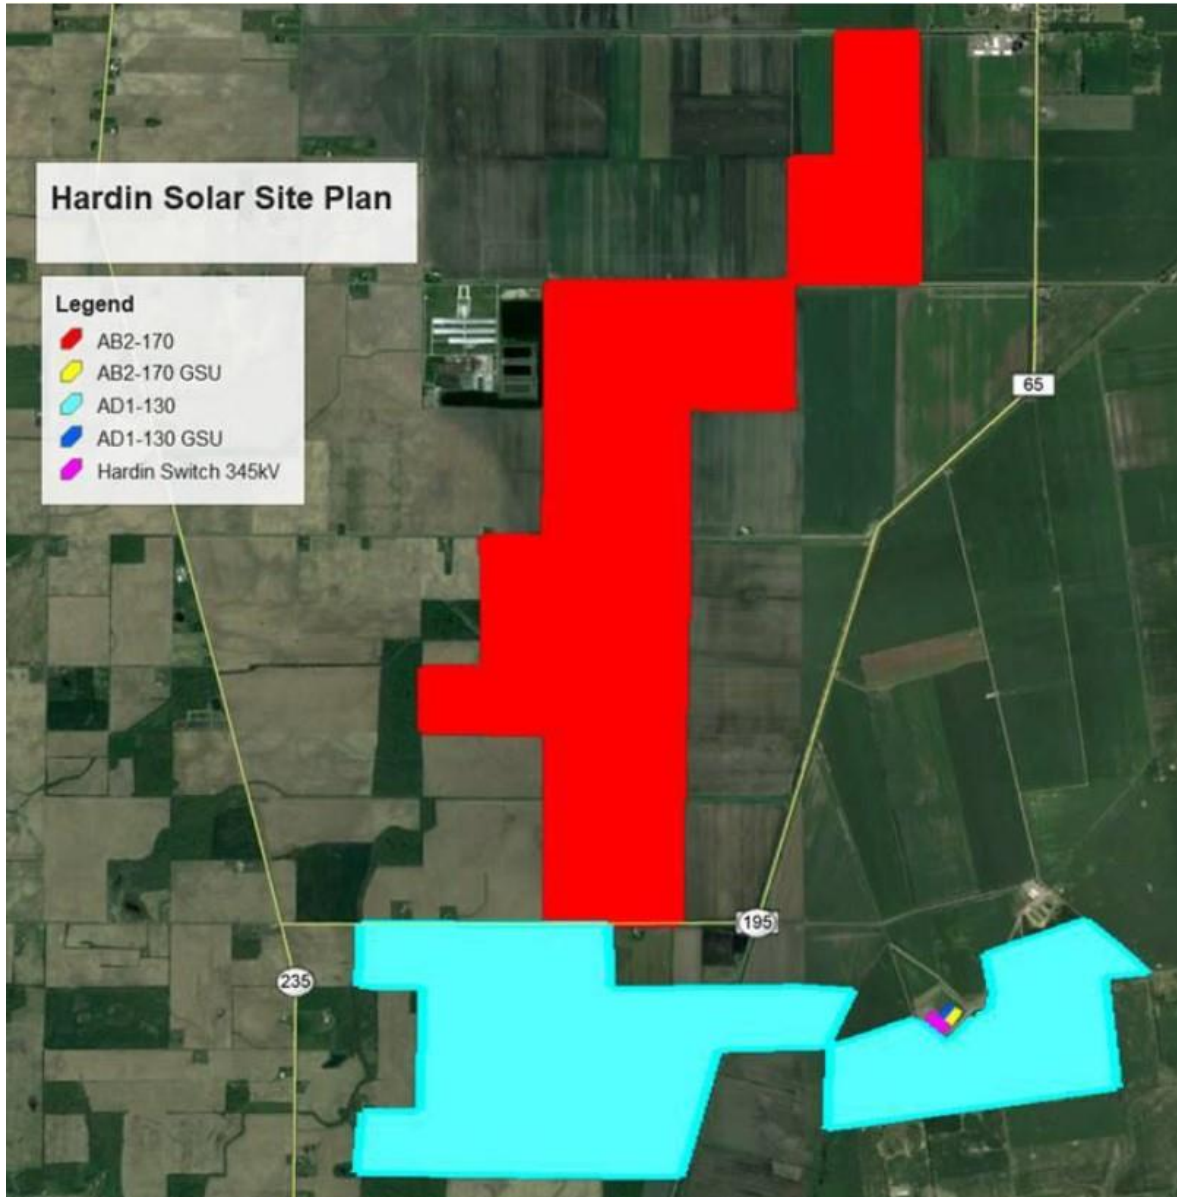 Hardin Solar Site Plan
Legend
AB2-170
AB2-170 GSU
AD1-130
AD1-130 GSU
Hardin Switch 345kV
65
195
235